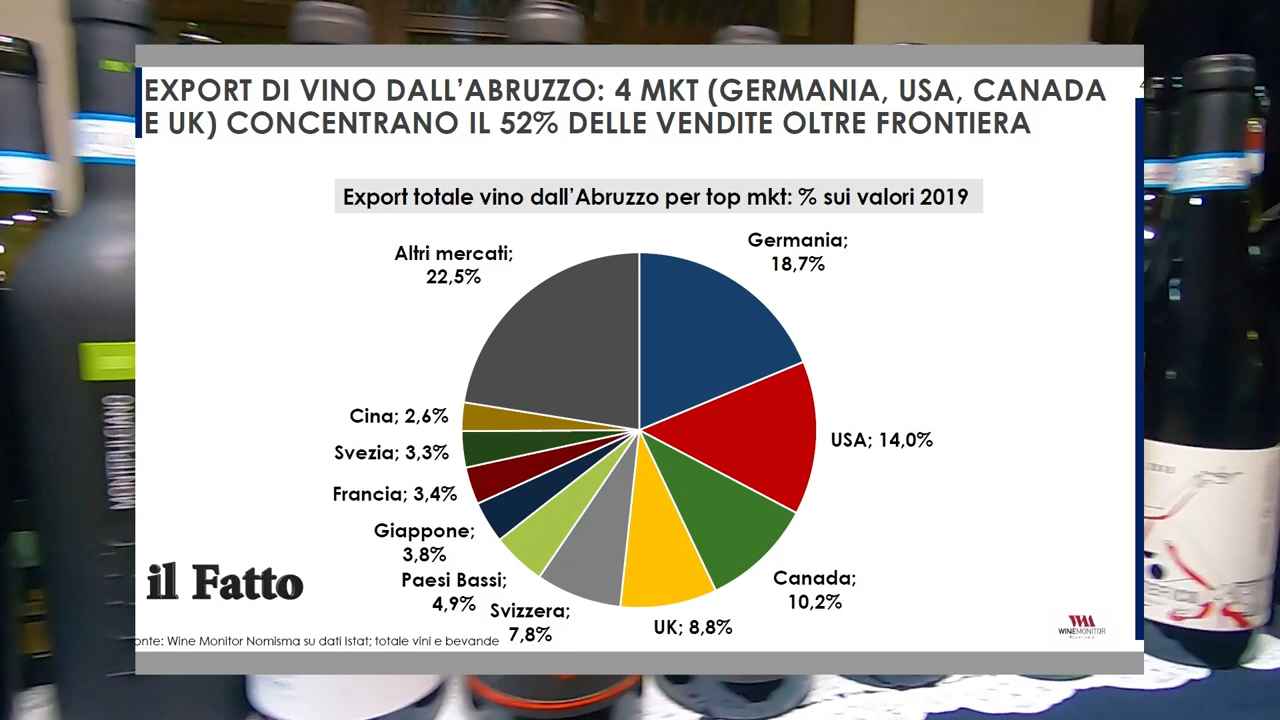 EXPORT DI VINO DALL'ABRUZZO: 4 MKT (GERMANIA, USA, CANADA
E UK) CONCENTRANO IL 52% DELLE VENDITE OLTRE FRONTIERA
Export totale vino dall'Abruzzo per top mkt: % sui valori 2019
Germania;
18,7%
Altri mercati;
22,5%
Cina; 2,6%
USA; 14,0%
Svezia; 3,3%
Francia; 3,4%
Giappone;
3,8%
Paesi Bassi;
4,9%
Canada;
10,2%
Svizzera;
7,8%
UK; 8,8%
il Fatto
onte: Wine Monitor Nomisma su dati Istat; totale vini e bevande
WINEMONITOR